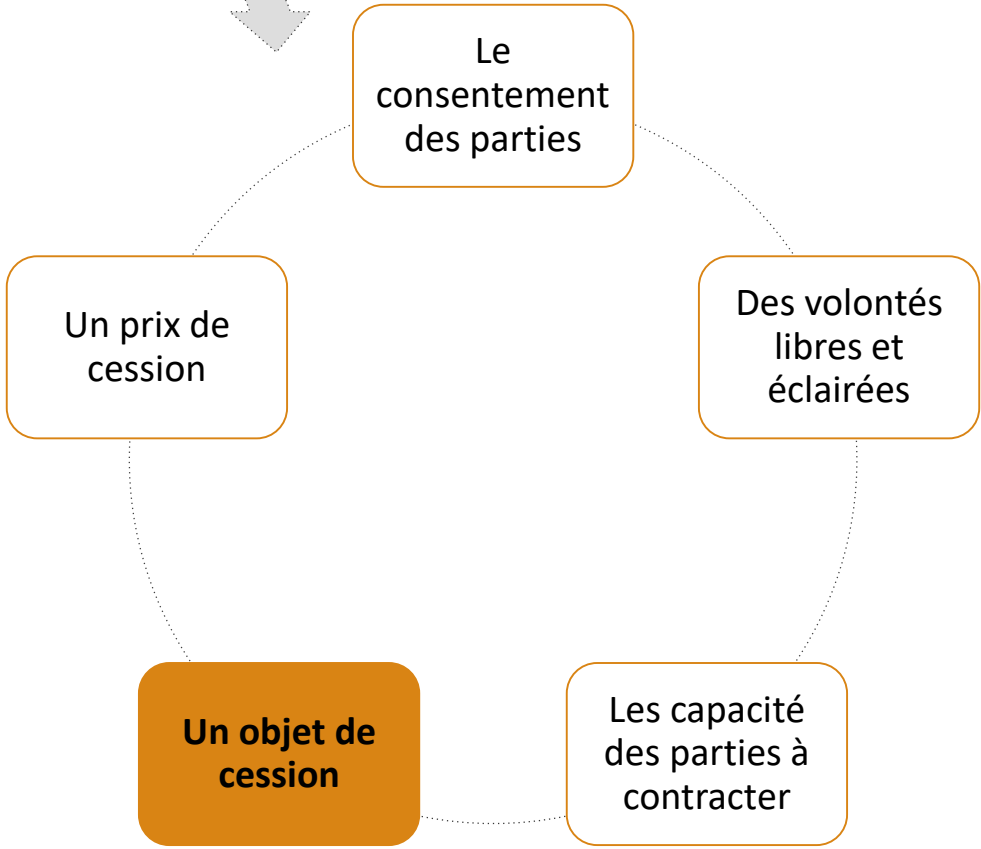 Le
consentement
des parties
Des volontés
libres et
éclairées
Les capacité
des parties à
contracter
Un objet de
cession
Un prix de
cession